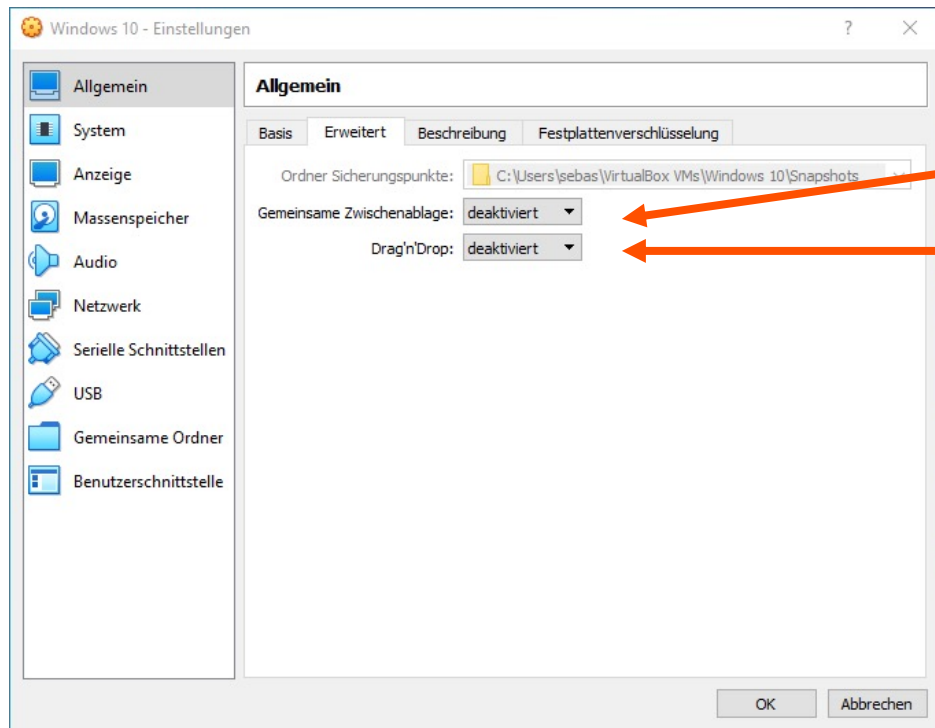 Windows 10 - Einstellungen
?
Allgemein
System
Anzeige
Massenspeicher
Audio
Netzwerk
Serielle Schnittstellen
USB
Gemeinsame Ordner
Benutzerschnittstelle
Allgemein
Basis Erweitert Beschreibung Festplattenverschlüsselung
Ordner Sicherungspunkte: C:\Users\sebas\VirtualBox VMs\Windows 10\Snapshots
Gemeinsame Zwischenablage: deaktiviert
Drag'n'Drop: deaktiviert
OK Abbrechen